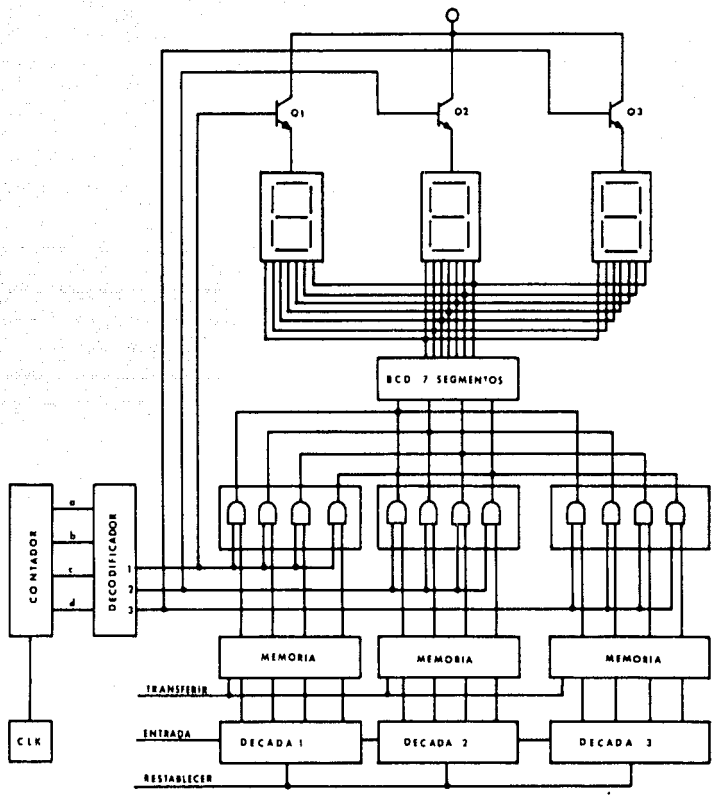 Q1
Q2
Q3
BCD 7 SEGMENTOS
CONTADOR
a
b
c
d
DECODIFICADOR
1
2
3
MEMORIA
MEMORIA
MEMORIA
TRANSFERIR
CLK
ENTRADA
DECADA 1
DECADA 2
DECADA 3
RESTABLECER